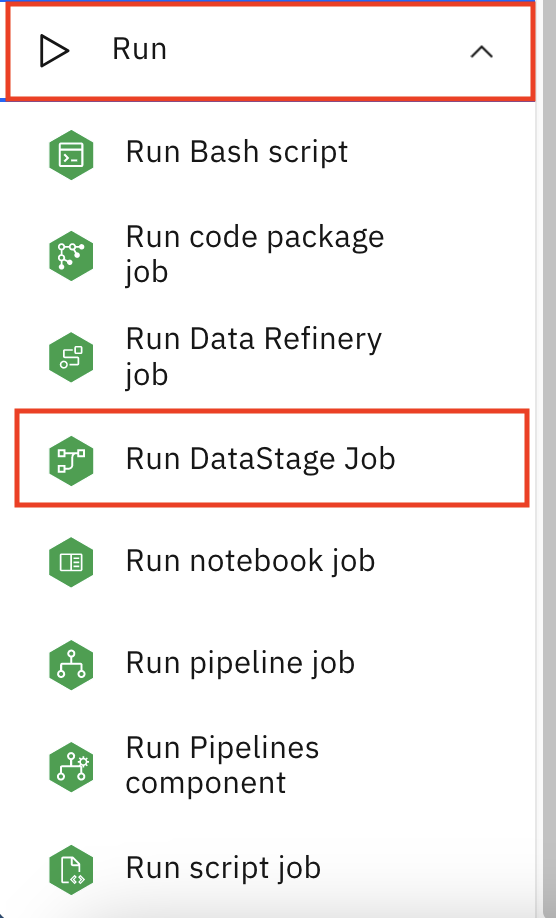 Run
Run Bash script
Run code package
job
Run Data Refinery
job
Run DataStage Job
Run notebook job
Run pipeline job
Run Pipelines
component
Run script job